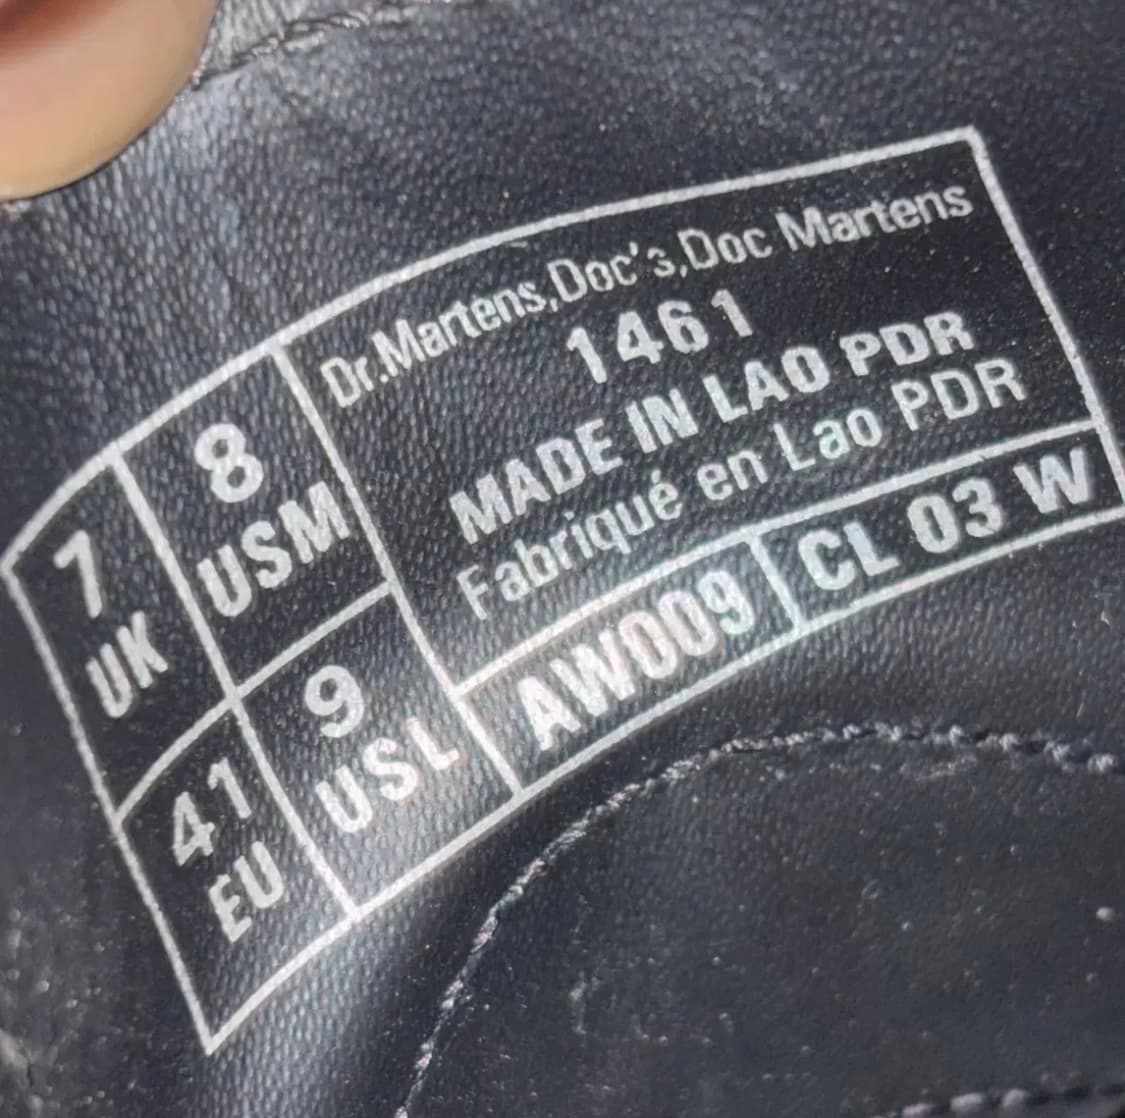 7
UK
8
USM
41
EU
9
USL
Dr.Martens,Doc's,Doc Martens
1461
MADE IN LAO PDR
Fabriqué en Lao PDR
AW009
CL 03 W